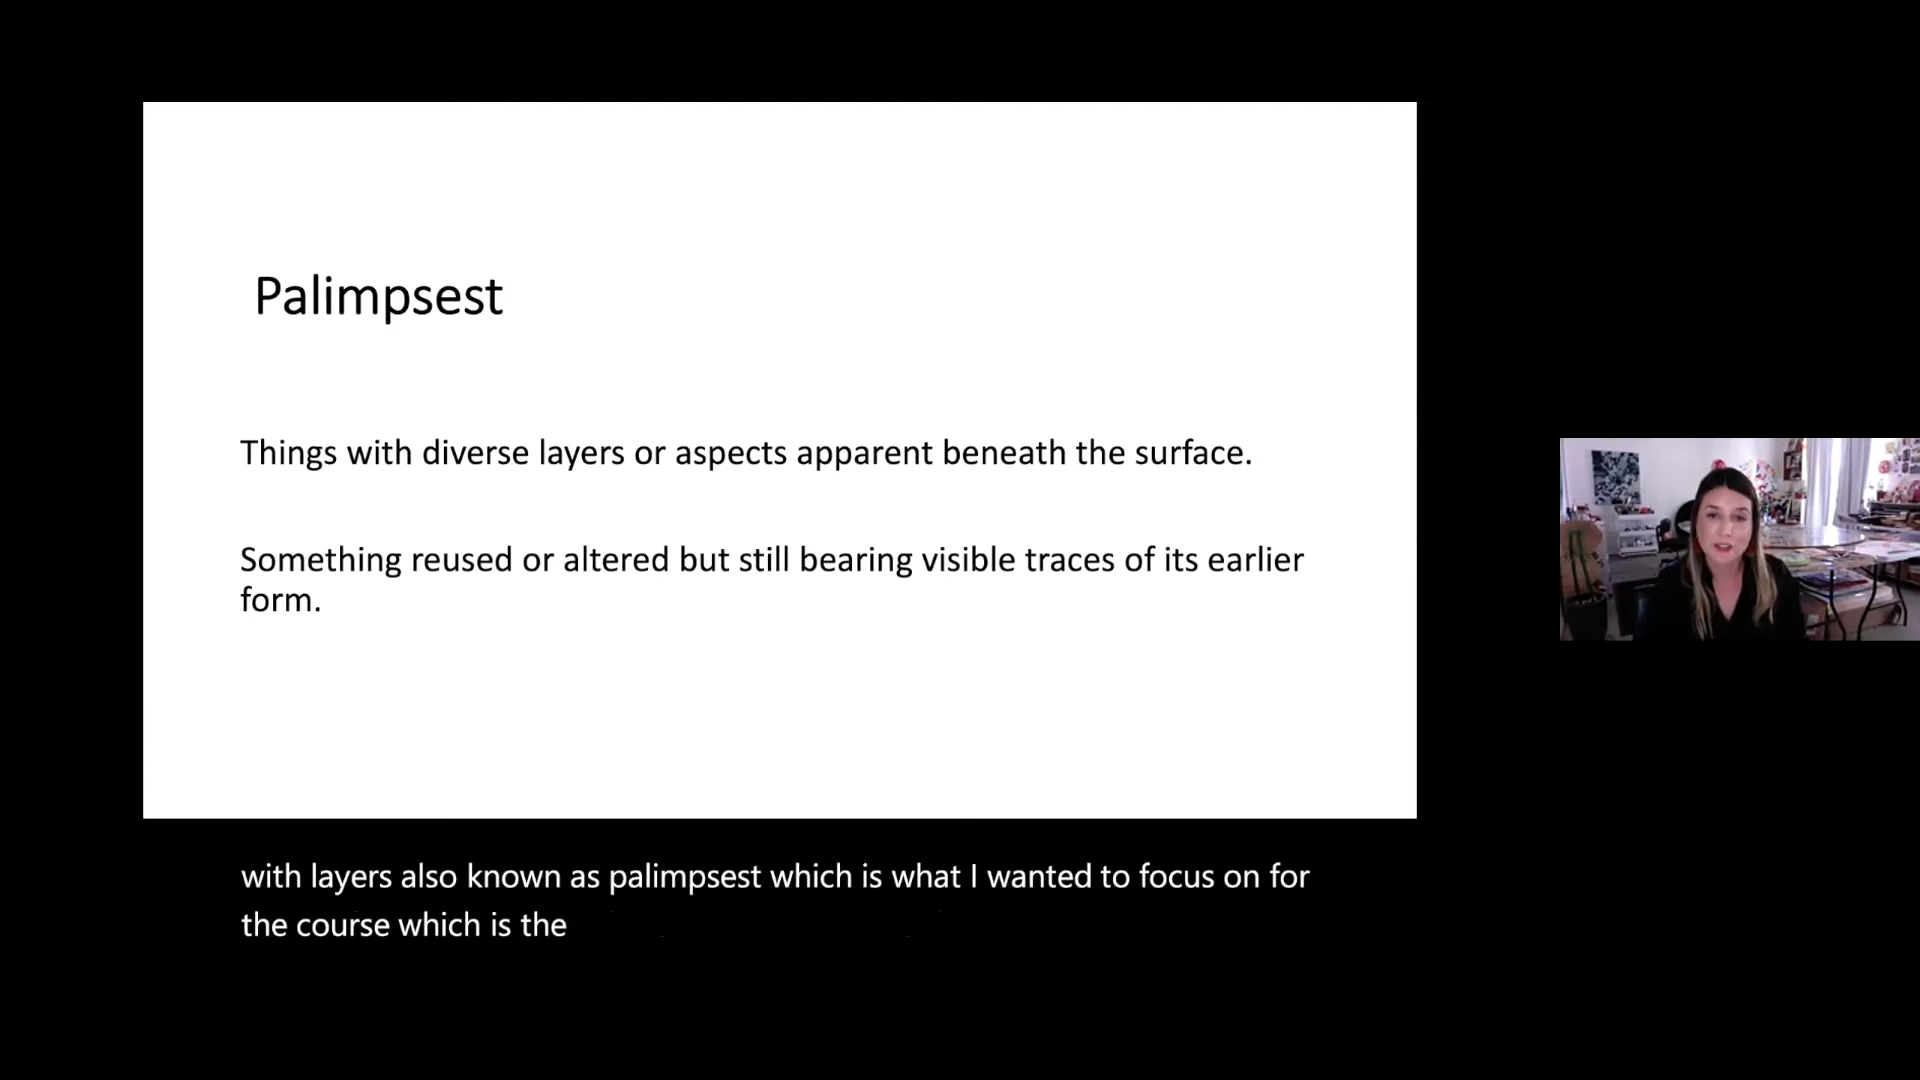 Palimpsest
Things with diverse layers or aspects apparent beneath the surface.
Something reused or altered but still bearing visible traces of its earlier
form.
with layers also known as palimpsest which is what I wanted to focus on for
the course which is the